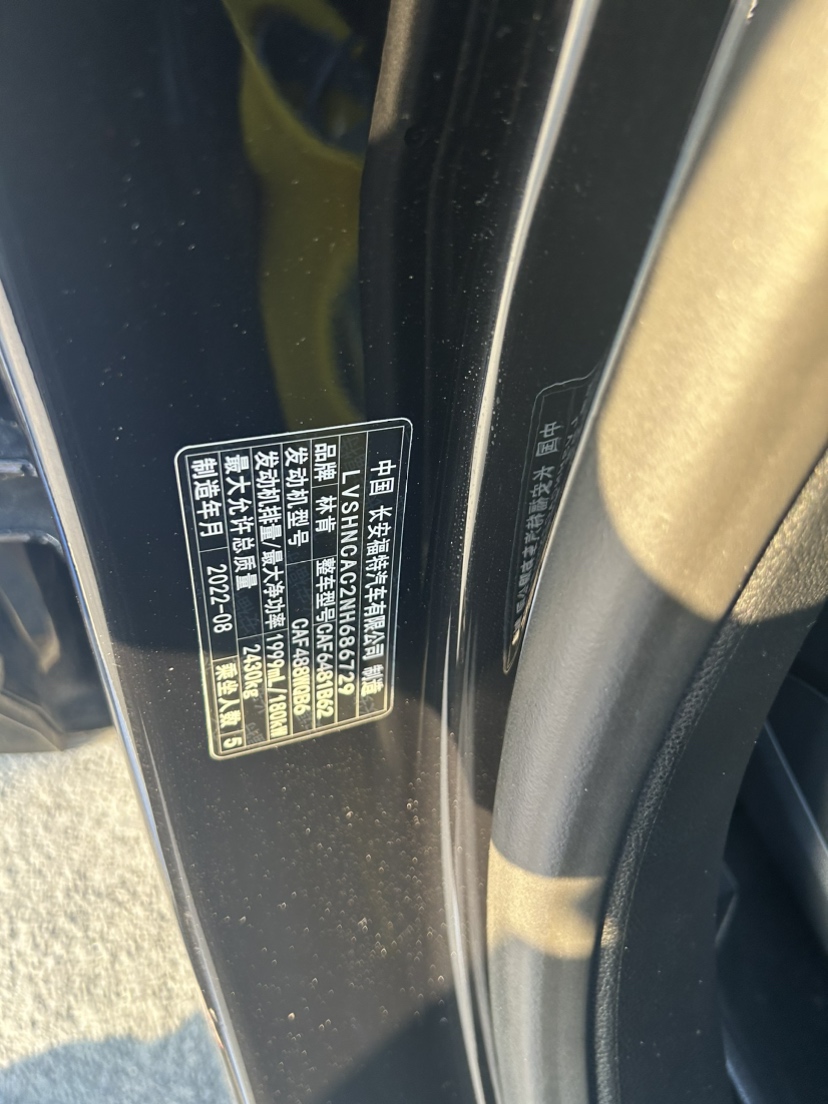 中国 长安福特汽车有限公司 制造
LVSHNCAC2NH686729
品牌 林肯 整车型号 CAF6481B62
发动机型号 CAF488WQB6
发动机排量/最大净功率 1999mL/180kW
最大允许总质量 2430kg
制造年月 2022-08 乘坐人数 5